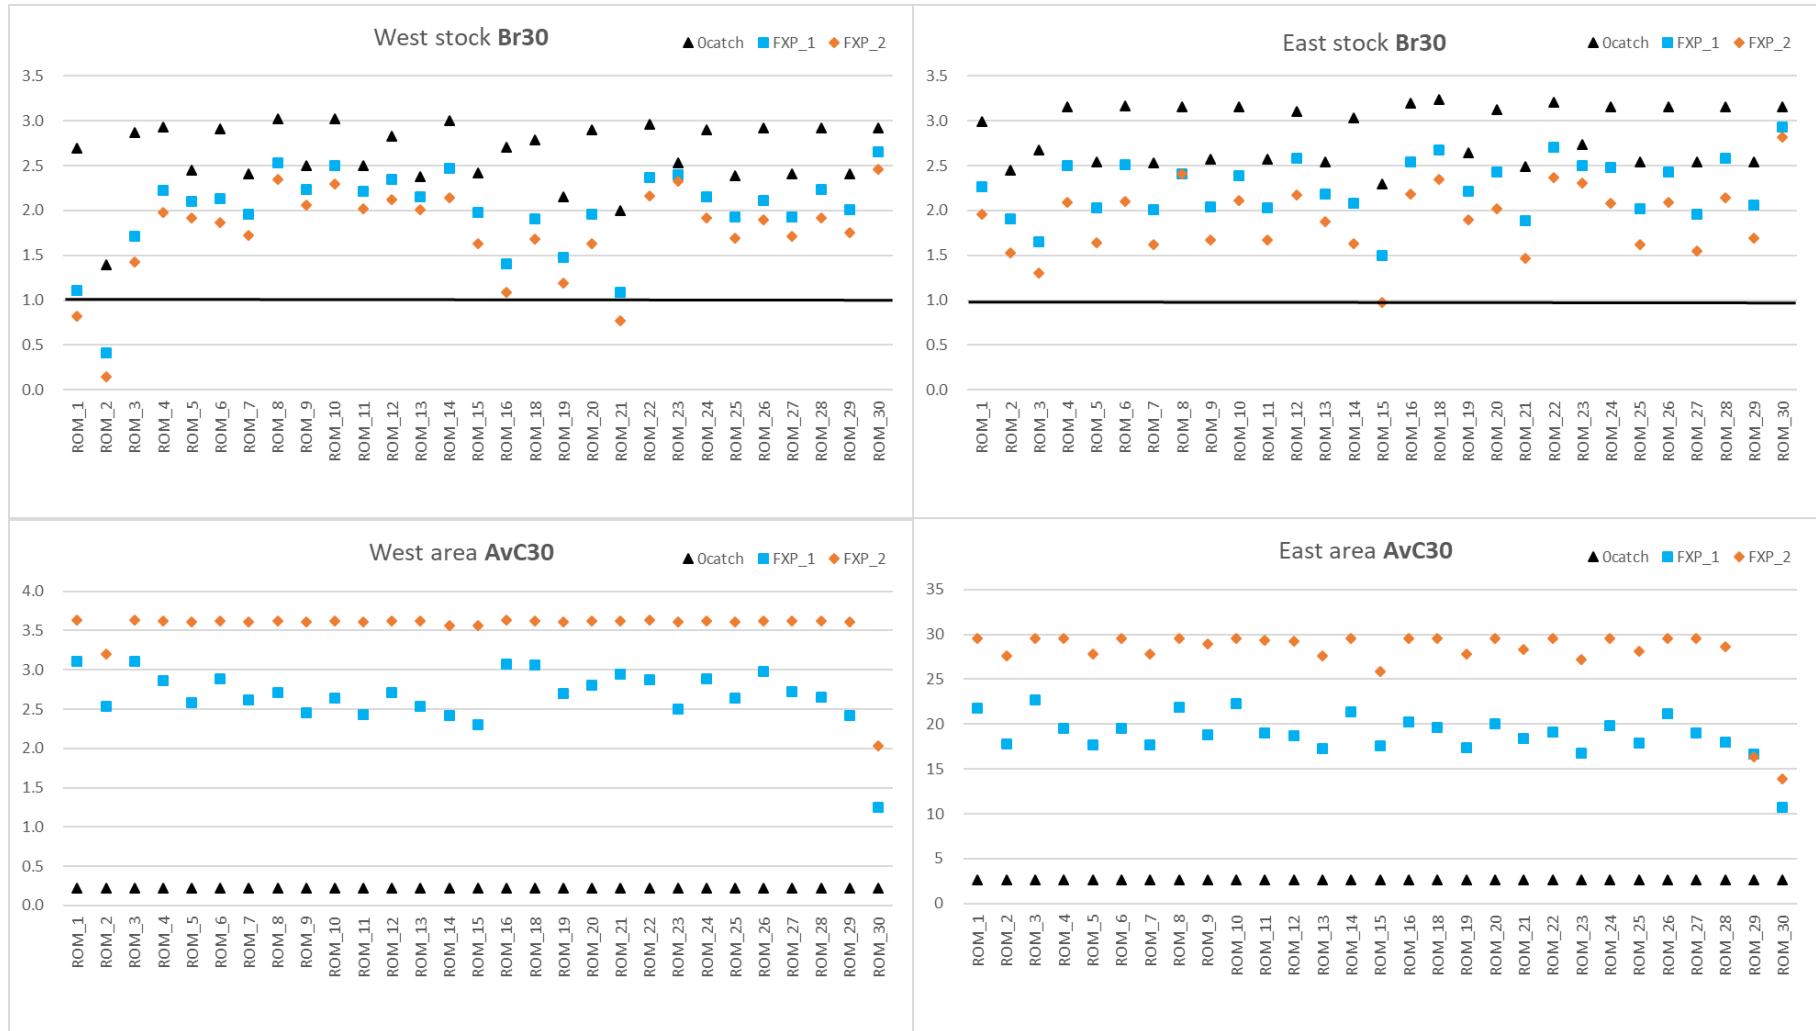 West stock Br30
0catch FXP_1 FXP_2
3.5
3.0
2.5
2.0
1.5
1.0
0.5
0.0
ROM_1 ROM_2 ROM_3 ROM_4 ROM_5 ROM_6 ROM_7 ROM_8 ROM_9 ROM_10 ROM_11 ROM_12 ROM_13 ROM_14 ROM_15 ROM_16 ROM_18 ROM_19 ROM_20 ROM_21 ROM_22 ROM_23 ROM_24 ROM_25 ROM_26 ROM_27 ROM_28 ROM_29 ROM_30
East stock Br30
0catch FXP_1 FXP_2
3.5
3.0
2.5
2.0
1.5
1.0
0.5
0.0
ROM_1 ROM_2 ROM_3 ROM_4 ROM_5 ROM_6 ROM_7 ROM_8 ROM_9 ROM_10 ROM_11 ROM_12 ROM_13 ROM_14 ROM_15 ROM_16 ROM_18 ROM_19 ROM_20 ROM_21 ROM_22 ROM_23 ROM_24 ROM_25 ROM_26 ROM_27 ROM_28 ROM_29 ROM_30
West area AvC30
0catch FXP_1 FXP_2
4.0
3.5
3.0
2.5
2.0
1.5
1.0
0.5
0.0
ROM_1 ROM_2 ROM_3 ROM_4 ROM_5 ROM_6 ROM_7 ROM_8 ROM_9 ROM_10 ROM_11 ROM_12 ROM_13 ROM_14 ROM_15 ROM_16 ROM_18 ROM_19 ROM_20 ROM_21 ROM_22 ROM_23 ROM_24 ROM_25 ROM_26 ROM_27 ROM_28 ROM_29 ROM_30
East area AvC30
0catch FXP_1 FXP_2
35
30
25
20
15
10
5
0
ROM_1 ROM_2 ROM_3 ROM_4 ROM_5 ROM_6 ROM_7 ROM_8 ROM_9 ROM_10 ROM_11 ROM_12 ROM_13 ROM_14 ROM_15 ROM_16 ROM_18 ROM_19 ROM_20 ROM_21 ROM_22 ROM_23 ROM_24 ROM_25 ROM_26 ROM_27 ROM_28 ROM_29 ROM_30